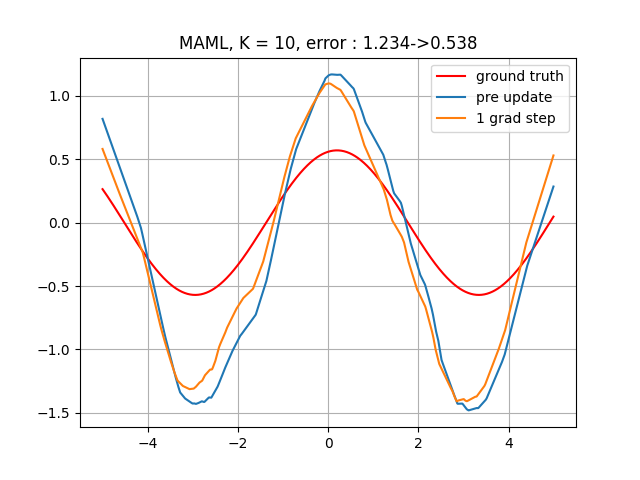 MAML, K = 10, error : 1.234->0.538
ground truth
pre update
1 grad step
1.0
0.5
0.0
−0.5
−1.0
−1.5
−4
−2
0
2
4